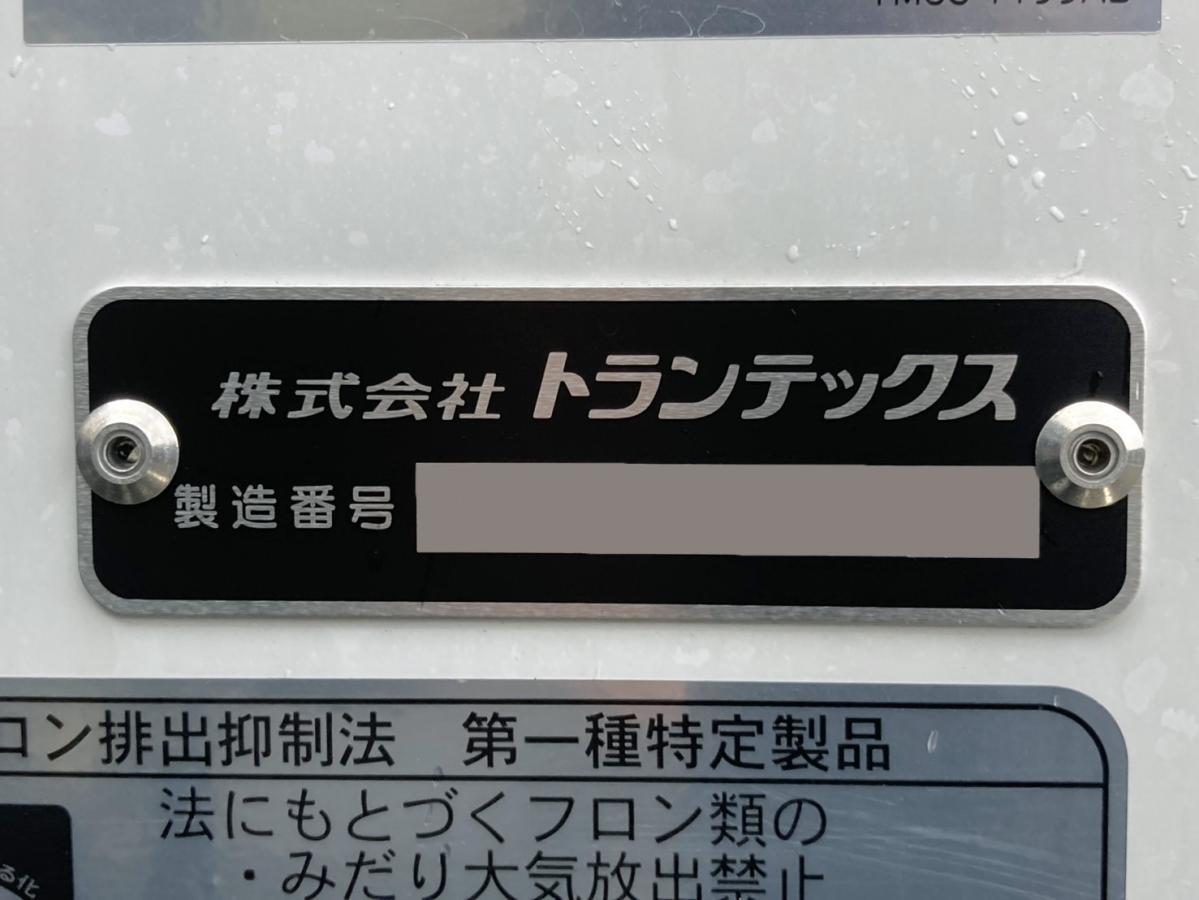 株式会社 トランテックス
製造番号
ロン排出抑制法 第一種特定製品
法にもとづくフロン類の
・みだり大気放出禁止
る化